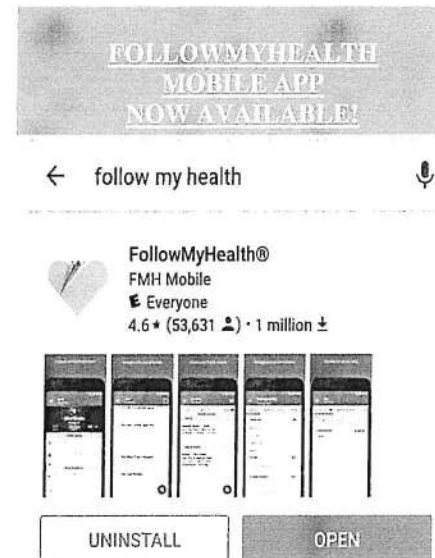 FOLLOWMYHEALTH
MOBILE APP
NOW AVAILABLE!
← follow my health
FollowMyHealth®
FMH Mobile
E Everyone
4.6★ (53,631) · 1 million
UNINSTALL
OPEN